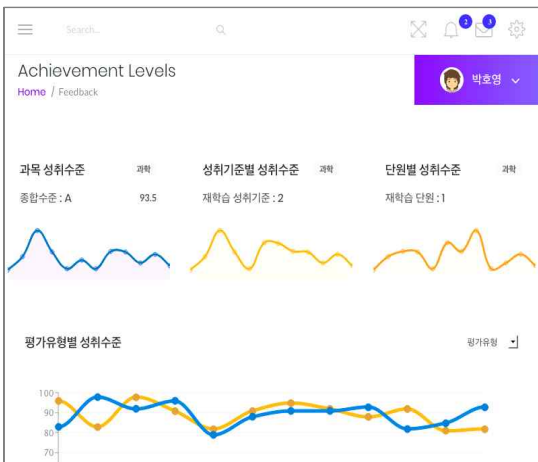 Search...
2
3
Achievement Levels
Home / Feedback
박호영
과목 성취수준 과학
종합수준 : A 93.5
성취기준별 성취수준 과학
재학습 성취기준 : 2
단원별 성취수준 과학
재학습 단원 : 1
평가유형별 성취수준
평가유형
100
90
80
70